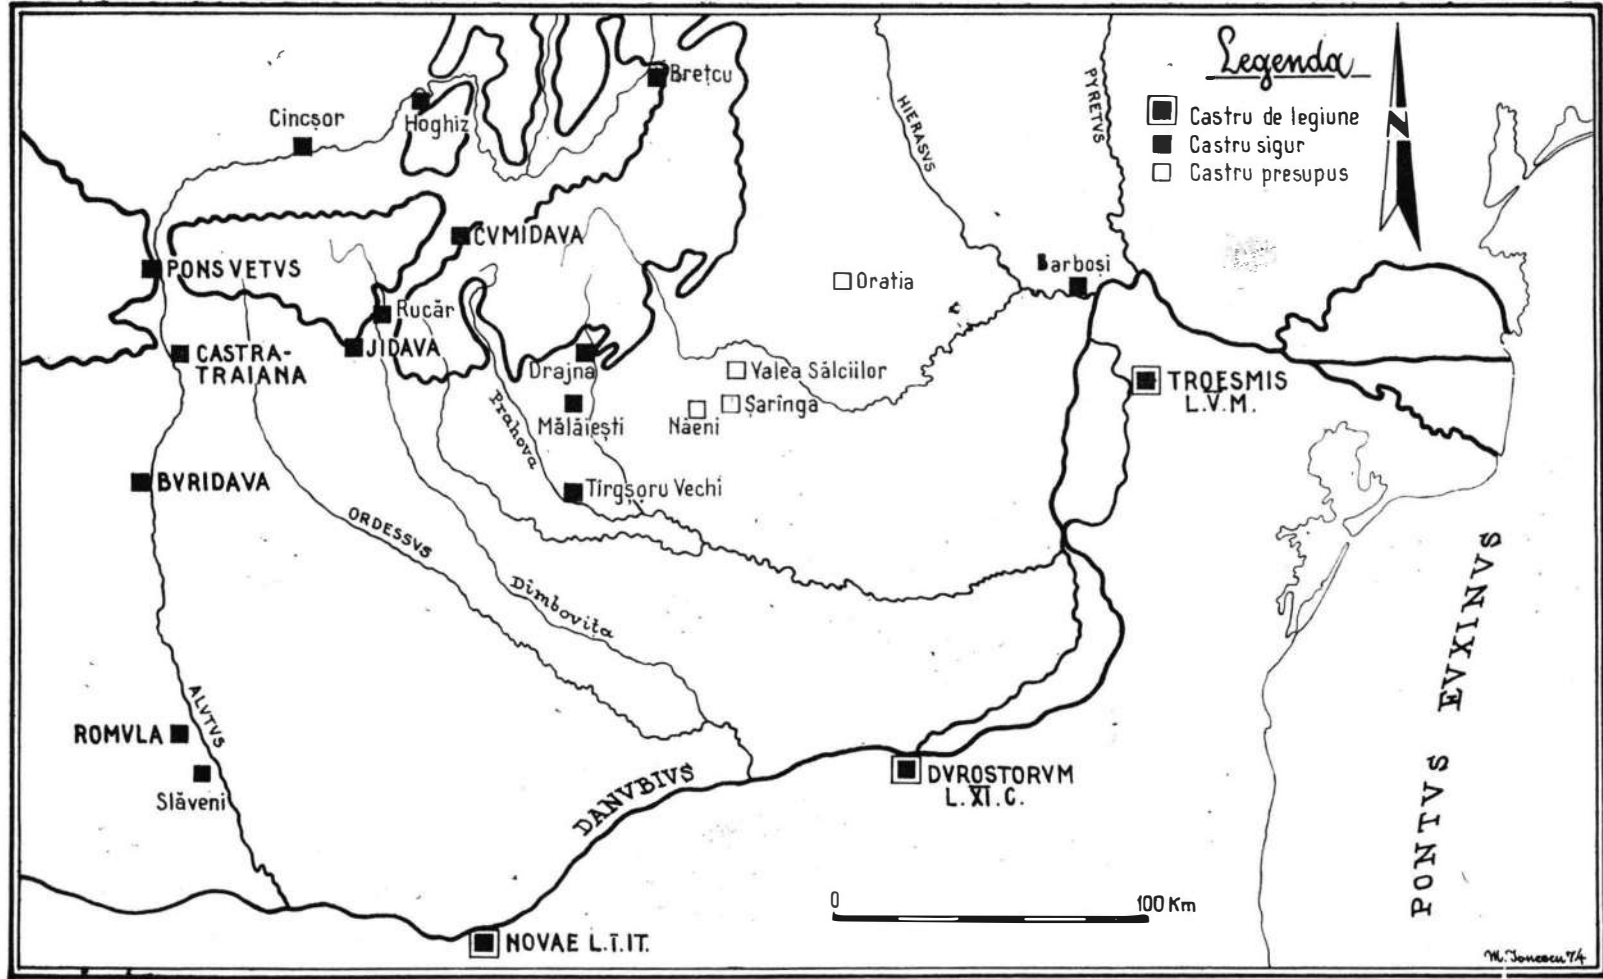 Legenda
Castru de legiune
Castru sigur
Castru presupus
N
Brețcu
Hoghiz
Cincșor
HIERASVS
PYRETVS
CVMIDAVA
PONS VETVS
Oratia
Barboși
Rucăr
JIDAVA
CASTRA-
TRAIANA
Drajna
Valea Sălciilor
TROESMIS
L.V.M.
Prahova
Mălăiești
Năeni
Șarînga
BVRIDAVA
Tîrgșoru Vechi
ORDESSVS
Dîmbovița
PONTVS EVXINVS
ALVTVS
ROMVLA
Slăveni
DANVBIVS
DVROSTORVM
L.XI.C.
0 100 Km
NOVAE L.I.IT.
M. Ionescu 74